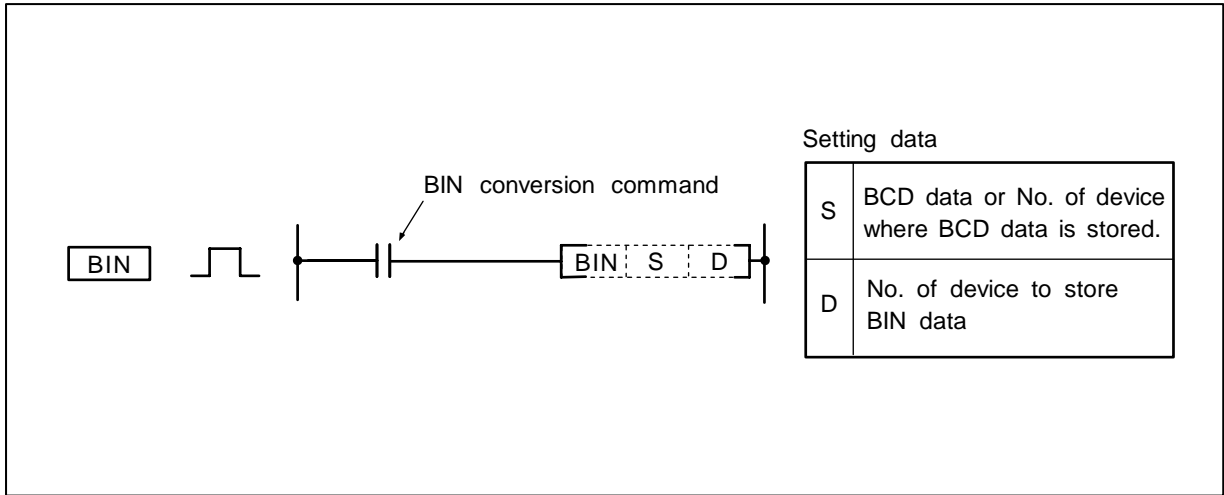 Setting data
BIN conversion command
S BCD data or No. of device
where BCD data is stored.
BIN
BIN S D
D No. of device to store
BIN data